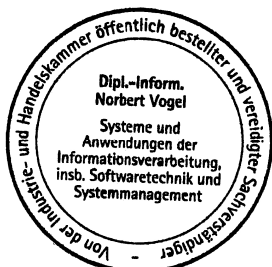 Von der Industrie- und Handelskammer öffentlich bestellter und vereidigter Sachverständiger -
Dipl.-Inform.
Norbert Vogel
Systeme und
Anwendungen der
Informationsverarbeitung,
insb. Softwaretechnik und
Systemmanagement